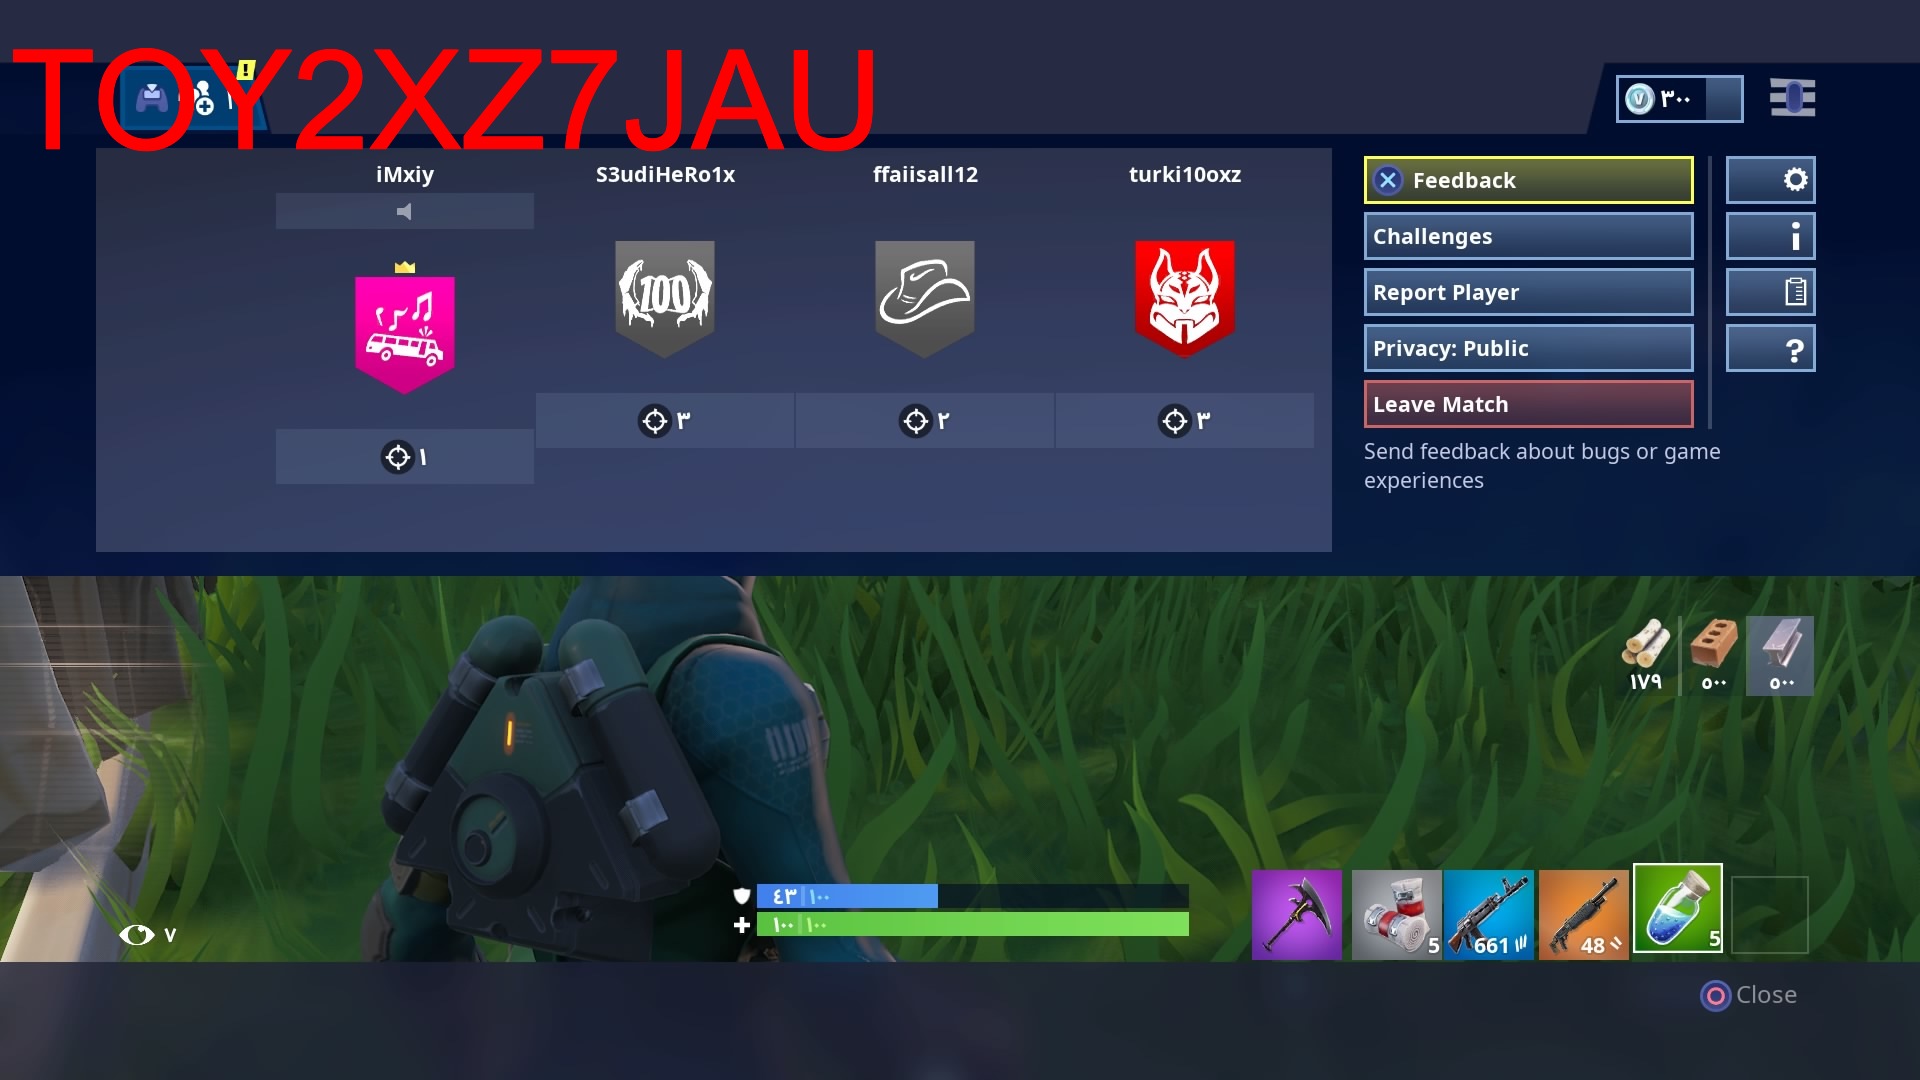 TOY2XZ7JAU
!
١
٣٠٠
iMxiy
S3udiHeRo1x
ffaiisall12
turki10oxz
100
١
٣
٢
٣
Feedback
Challenges
Report Player
Privacy: Public
Leave Match
Send feedback about bugs or game
experiences
i
?
١٧٩
٥٠٠
٥٠٠
٤٣ | ١٠٠
١٠٠ | ١٠٠
٧
5
661
48
5
Close